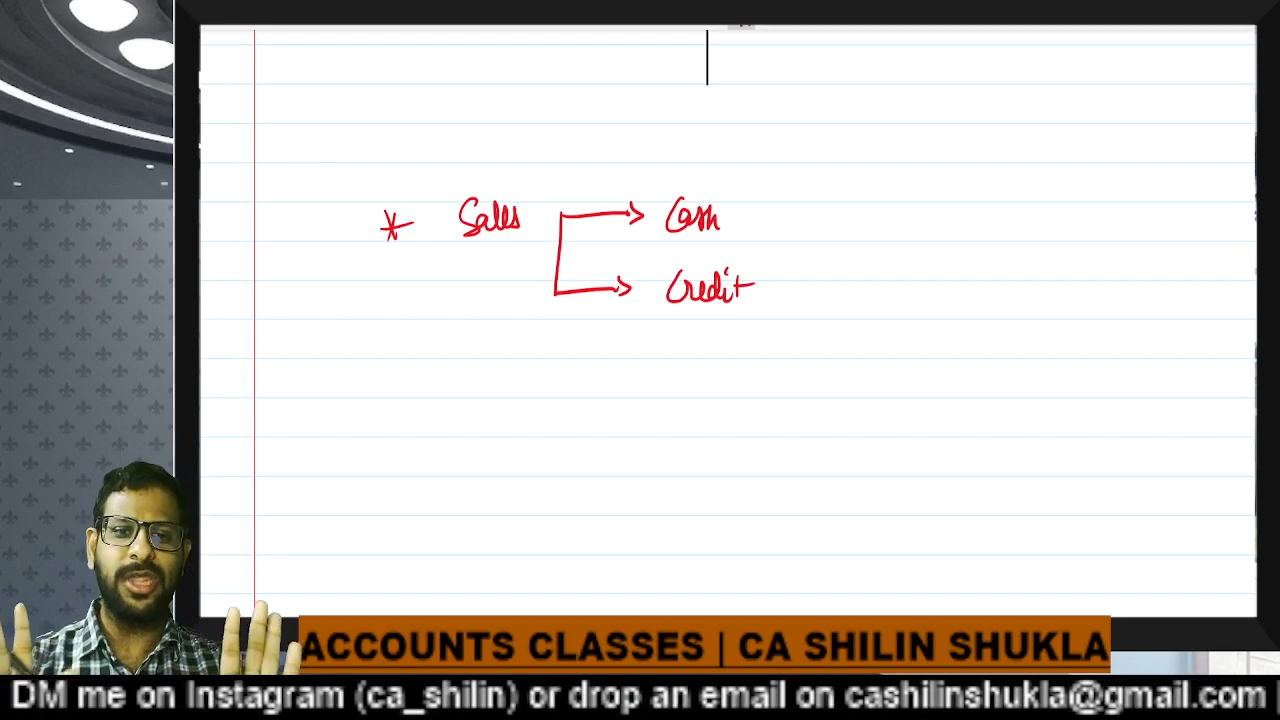 * Sales → Cash
→ Credit
ACCOUNTS CLASSES | CA SHILIN SHUKLA
DM me on Instagram (ca_shilin) or drop an email on cashilinshukla@gmail.com